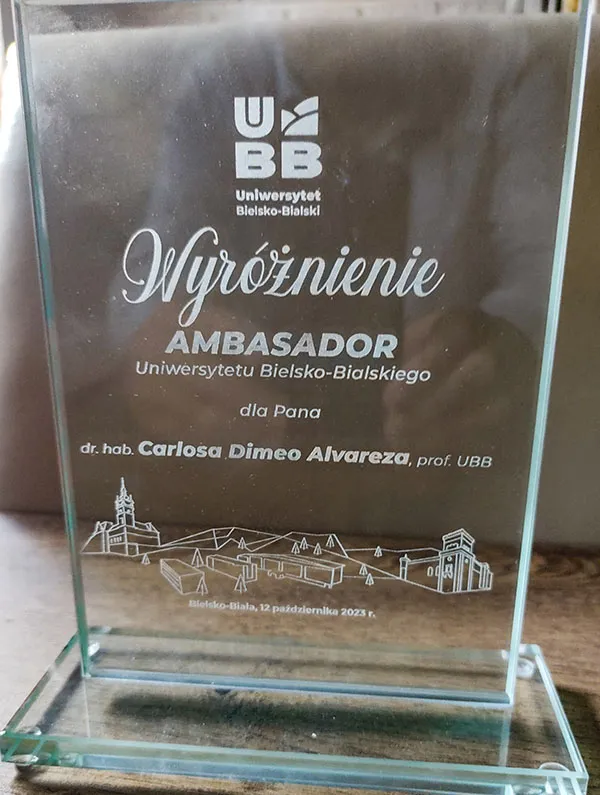 UBB
Uniwersytet
Bielsko-Bialski
Wyróżnienie
AMBASADOR
Uniwersytetu Bielsko-Bialskiego
dla Pana
dr. hab. Carlosa Dimeo Alvareza, prof. UBB
Bielsko-Biała, 12 października 2023 r.